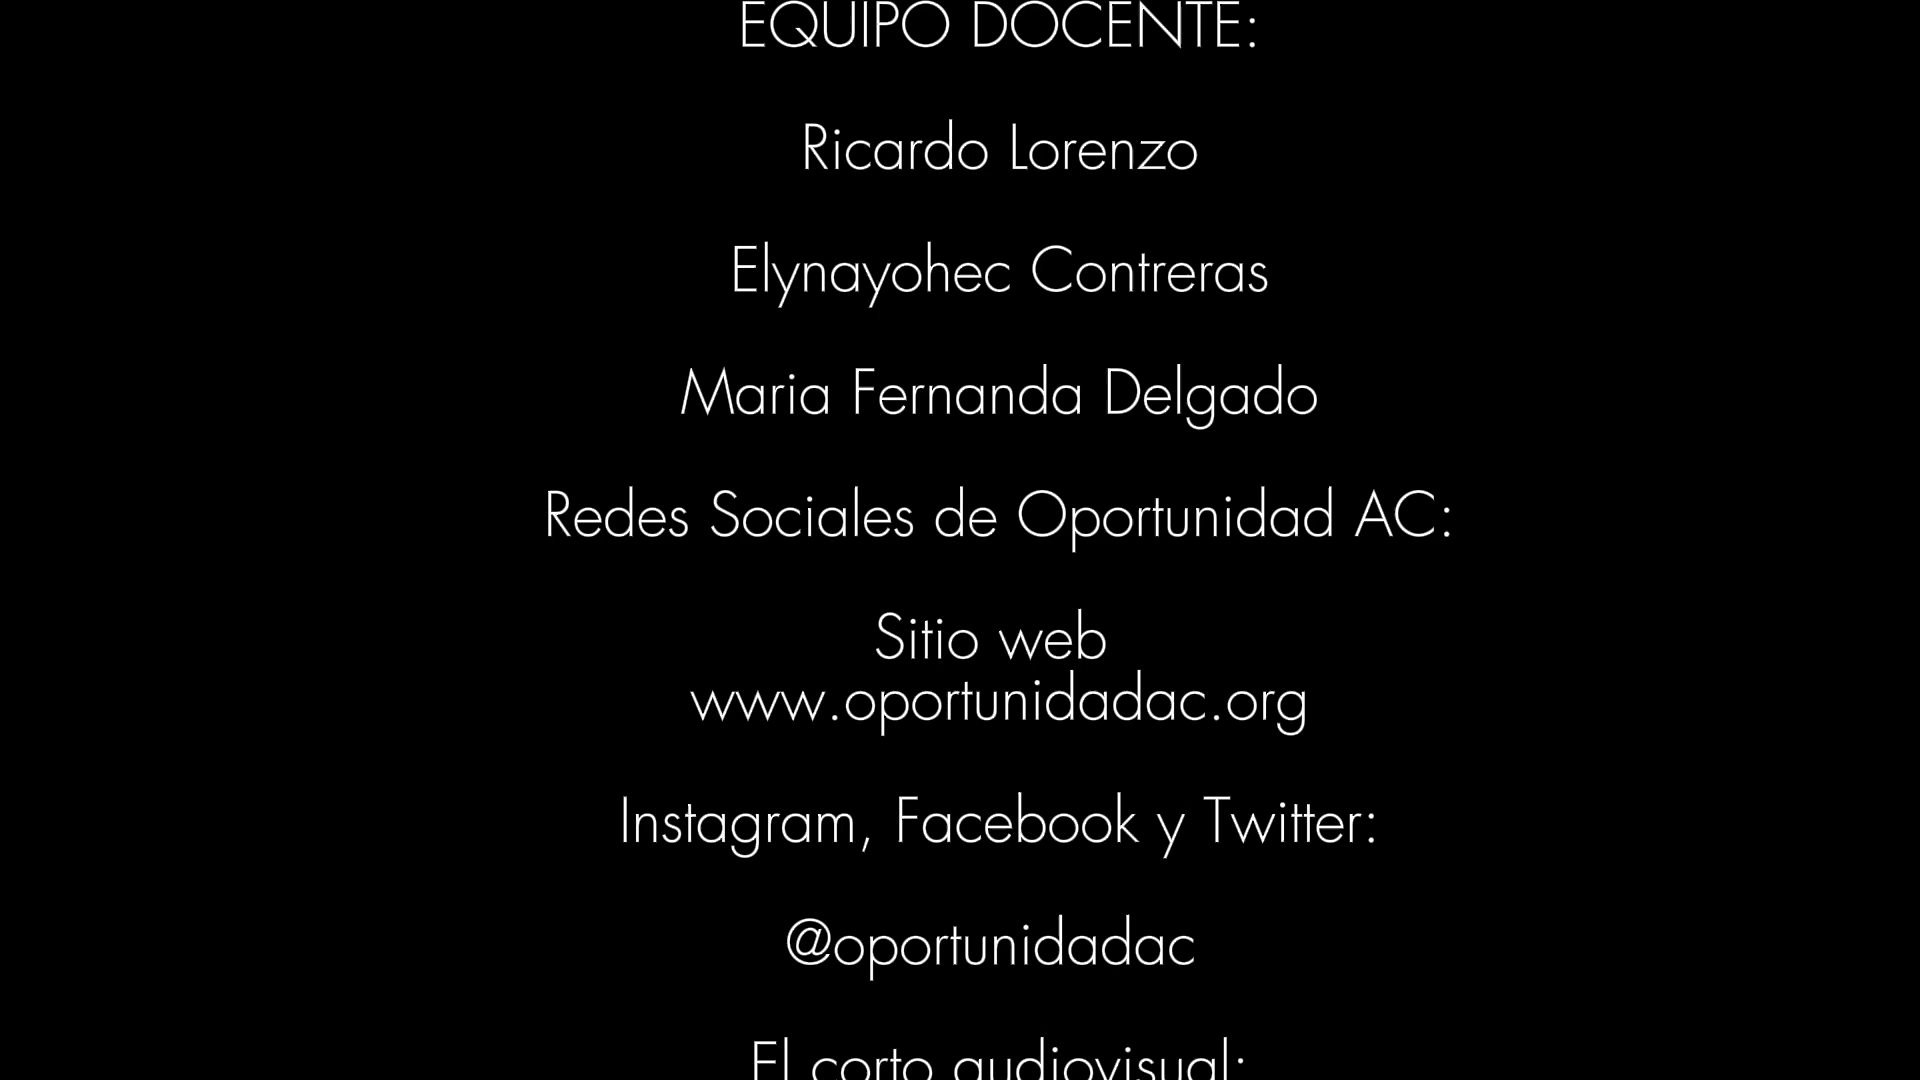 EQUIPO DOCENTE:
Ricardo Lorenzo
Elynayohec Contreras
Maria Fernanda Delgado
Redes Sociales de Oportunidad AC:
Sitio web
www.oportunidadac.org
Instagram, Facebook y Twitter:
@oportunidadac
El corto audiovisual: